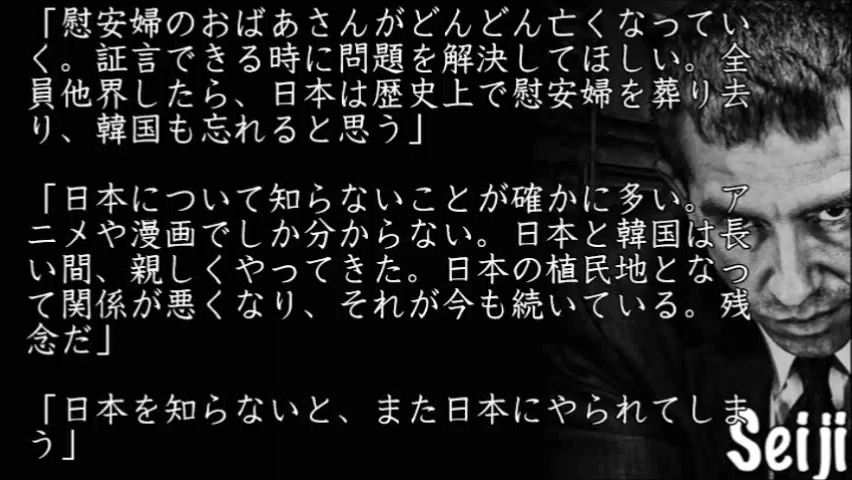 「慰安婦のおばあさんがどんどん亡くなってい
く。証言できる時に問題を解決してほしい。全
員他界したら、日本は歴史上で慰安婦を葬り去
り、韓国も忘れると思う」
「日本について知らないことが確かに多い。ア
ニメや漫画でしか分からない。日本と韓国は長
い間、親しくやってきた。日本の植民地となっ
て関係が悪くなり、それが今も続いている。残
念だ」
「日本を知らないと、また日本にやられてしま
う」
Seiji